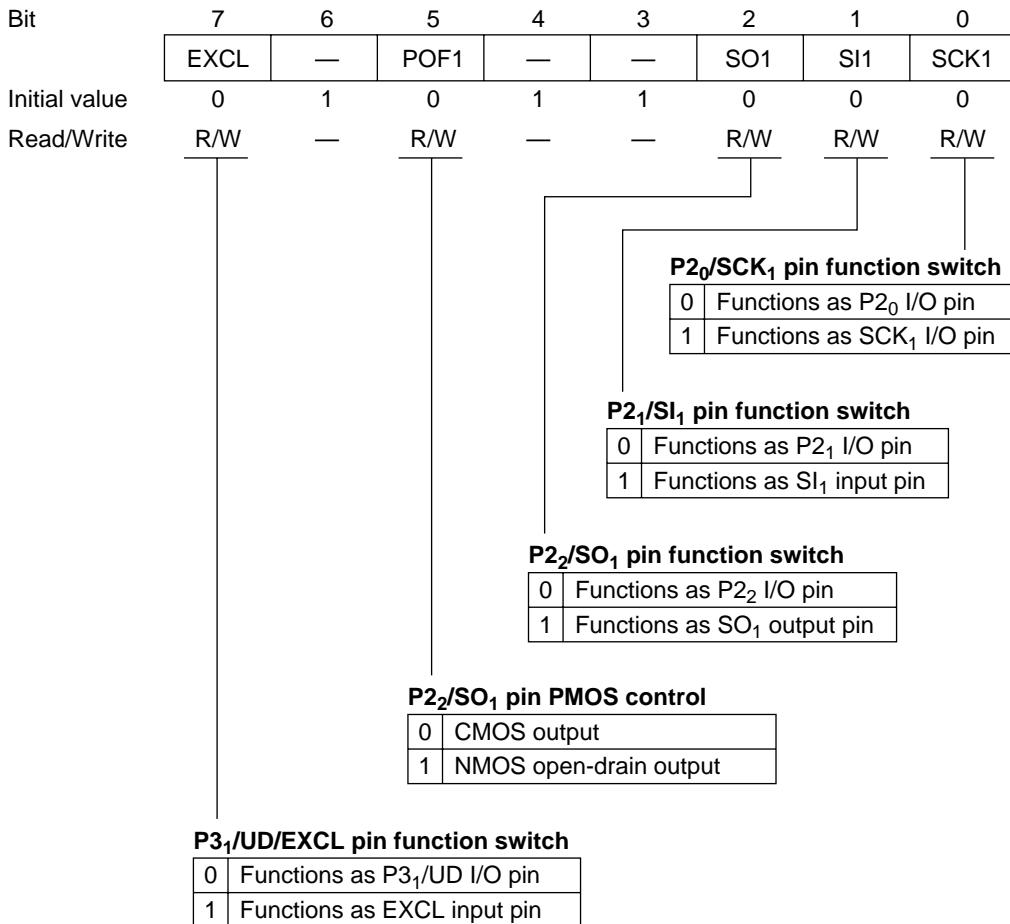 Bit 7 6 5 4 3 2 1 0
EXCL — POF1 — — SO1 SI1 SCK1
Initial value 0 1 0 1 1 0 0 0
Read/Write R/W — R/W — — R/W R/W R/W
P2₀/SCK₁ pin function switch
0 Functions as P2₀ I/O pin
1 Functions as SCK₁ I/O pin
P2₁/SI₁ pin function switch
0 Functions as P2₁ I/O pin
1 Functions as SI₁ input pin
P2₂/SO₁ pin function switch
0 Functions as P2₂ I/O pin
1 Functions as SO₁ output pin
P2₂/SO₁ pin PMOS control
0 CMOS output
1 NMOS open-drain output
P3₁/UD/EXCL pin function switch
0 Functions as P3₁/UD I/O pin
1 Functions as EXCL input pin